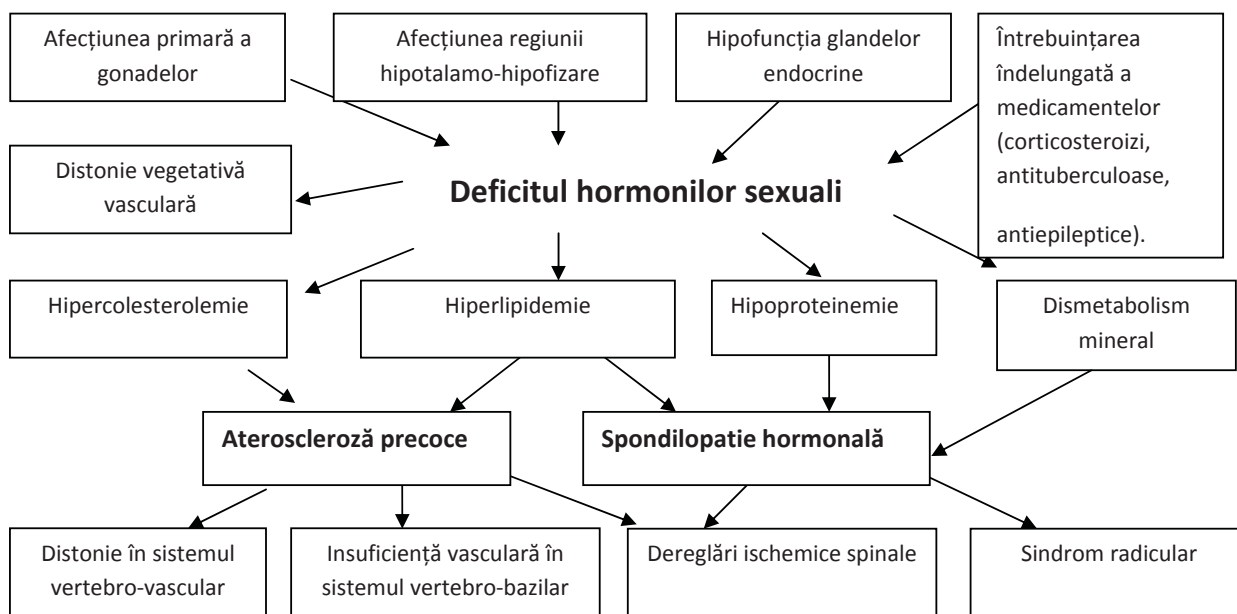 Afecțiunea primară a
gonadelor
Afecțiunea regiunii
hipotalamo-hipofizare
Hipofuncția glandelor
endocrine
Întrebuințarea
îndelungată a
medicamentelor
(corticosteroizi,
antituberculoase,
antiepileptice).
Distonie vegetativă
vasculară
Deficitul hormonilor sexuali
Hipercolesterolemie
Hiperlipidemie
Hipoproteinemie
Dismetabolism
mineral
Ateroscleroză precoce
Spondilopatie hormonală
Distonie în sistemul
vertebro-vascular
Insuficiență vasculară în
sistemul vertebro-bazilar
Dereglări ischemice spinale
Sindrom radicular